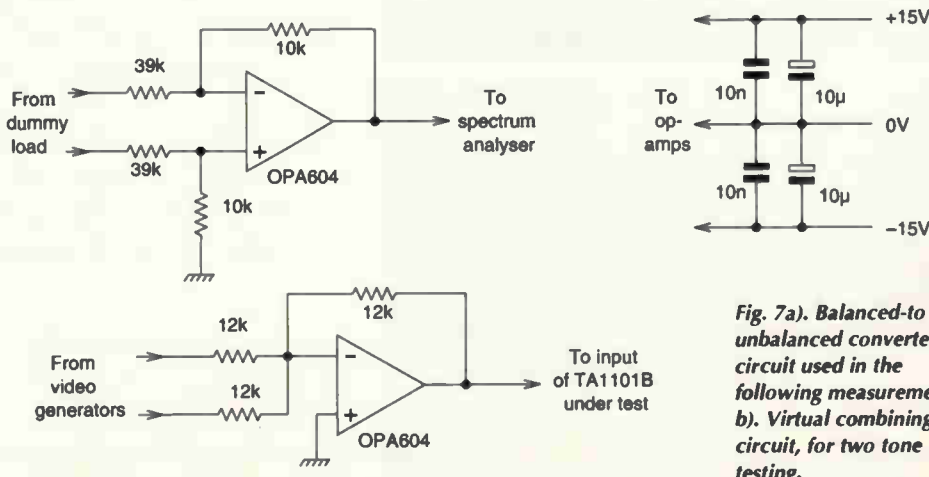 10k
39k
From
dummy
load
39k
10k
OPA604
To
spectrum
analyser
To
op-
amps
10n
10µ
10n
10µ
+15V
0V
−15V
12k
12k
12k
From
video
generators
OPA604
To input
of TA1101B
under test
Fig. 7a). Balanced-to
unbalanced
circuit used in the
following
b). Virtual combining
circuit, for two tone
testing.